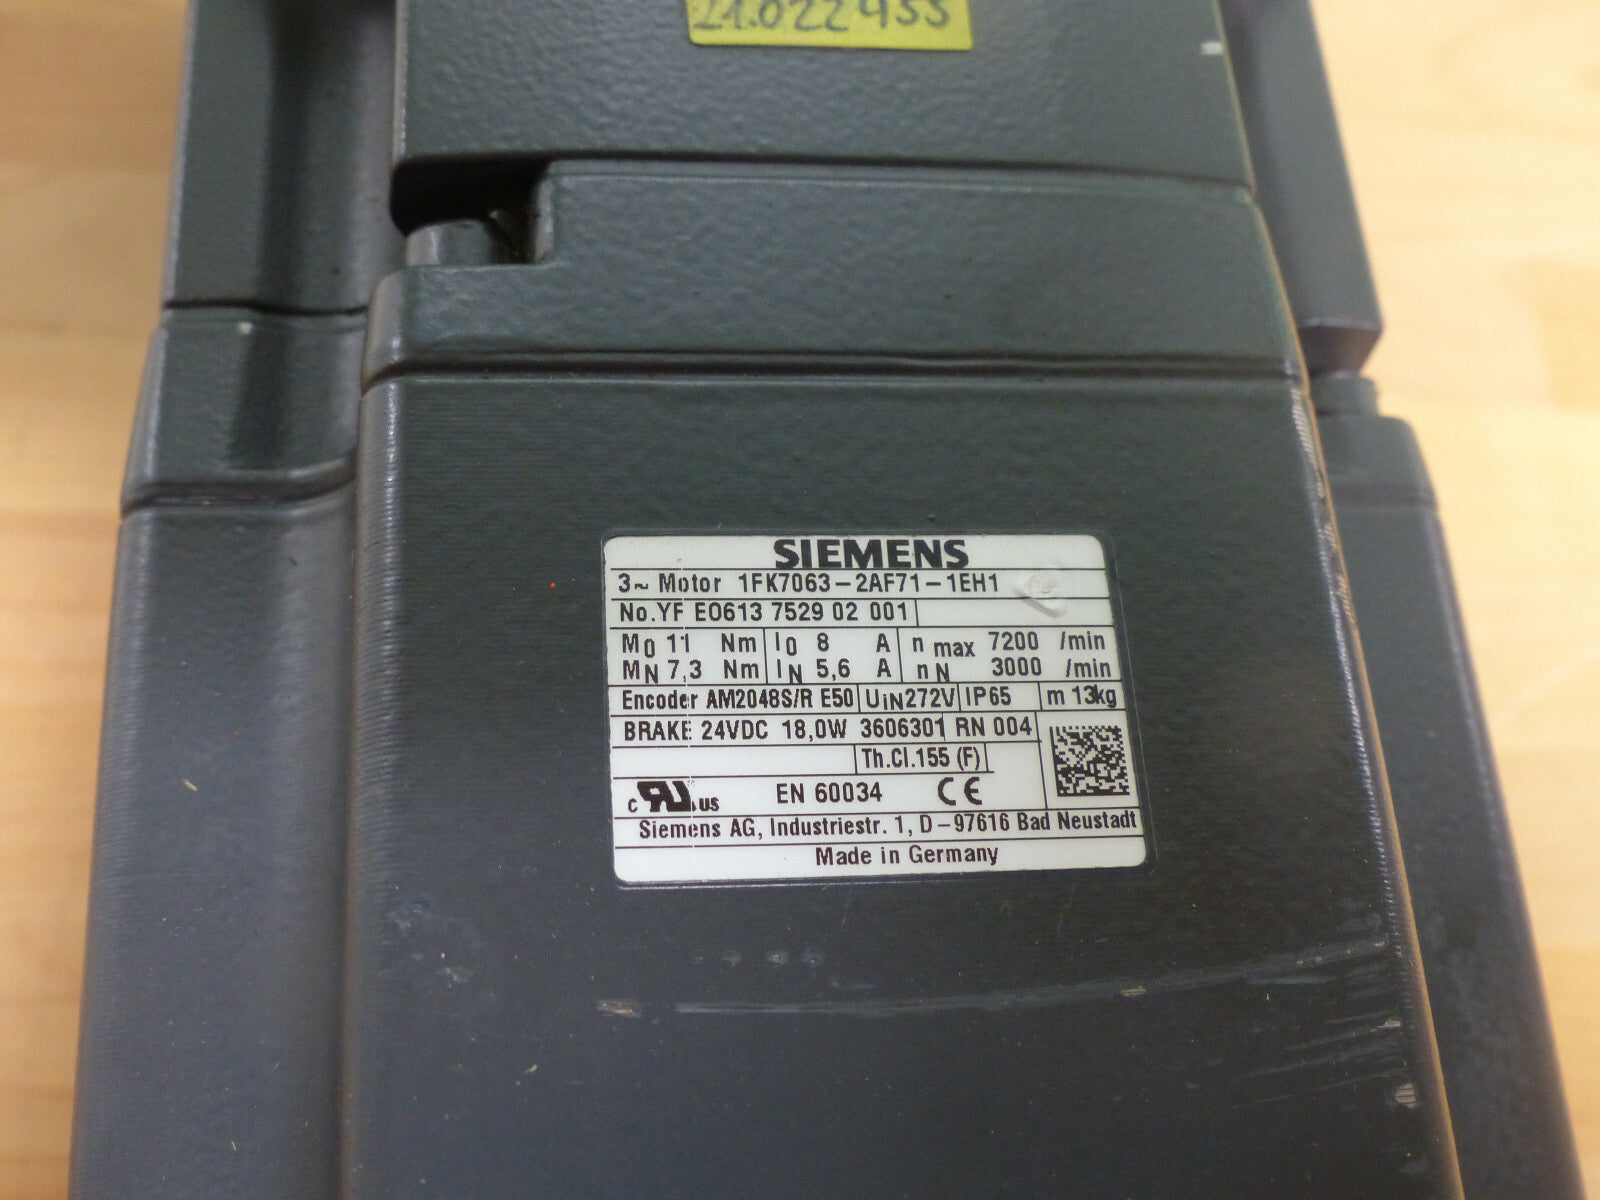 21.022455
SIEMENS
3~ Motor 1FK7063-2AF71-1EH1
No.YF E0613 7529 02 001
M0 11 Nm I0 8 A n max 7200 /min
MN 7,3 Nm IN 5,6 A nN 3000 /min
Encoder AM2048S/R E50 UIN272V IP65 m 13kg
BRAKE 24VDC 18,0W 3606301 RN 004
Th.Cl.155 (F)
c RU us EN 60034 CE
Siemens AG, Industriestr. 1, D-97616 Bad Neustadt
Made in Germany